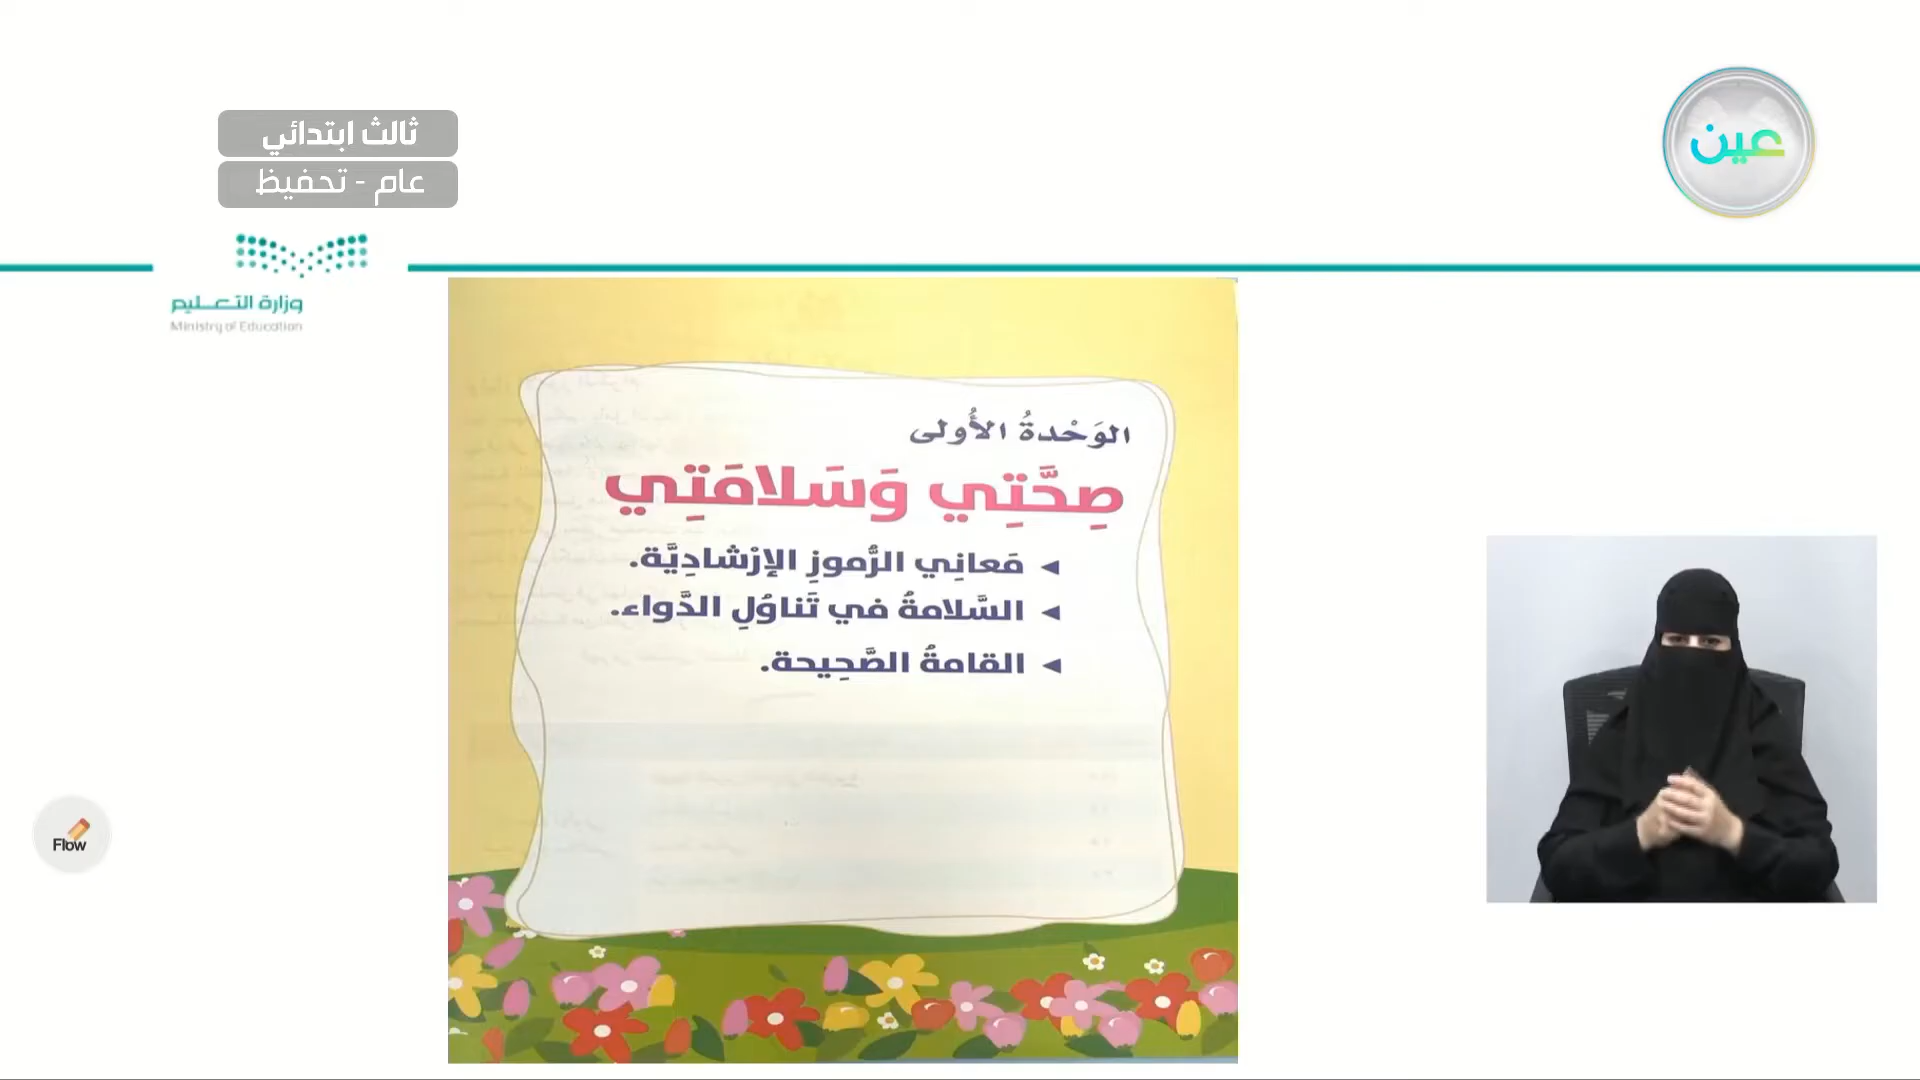 ثالث ابتدائي
عام - تحفيظ
عين
وزارة التعـليم
Ministry of Education
الوَحْدةُ الأُولى
صِحَّتِي وَسَلامَتِي
◂ مَعانِي الرُّموزِ الإرْشادِيَّة.
◂ السَّلامةُ في تَناوُلِ الدَّواء.
◂ القامةُ الصَّحِيحة.
Flow